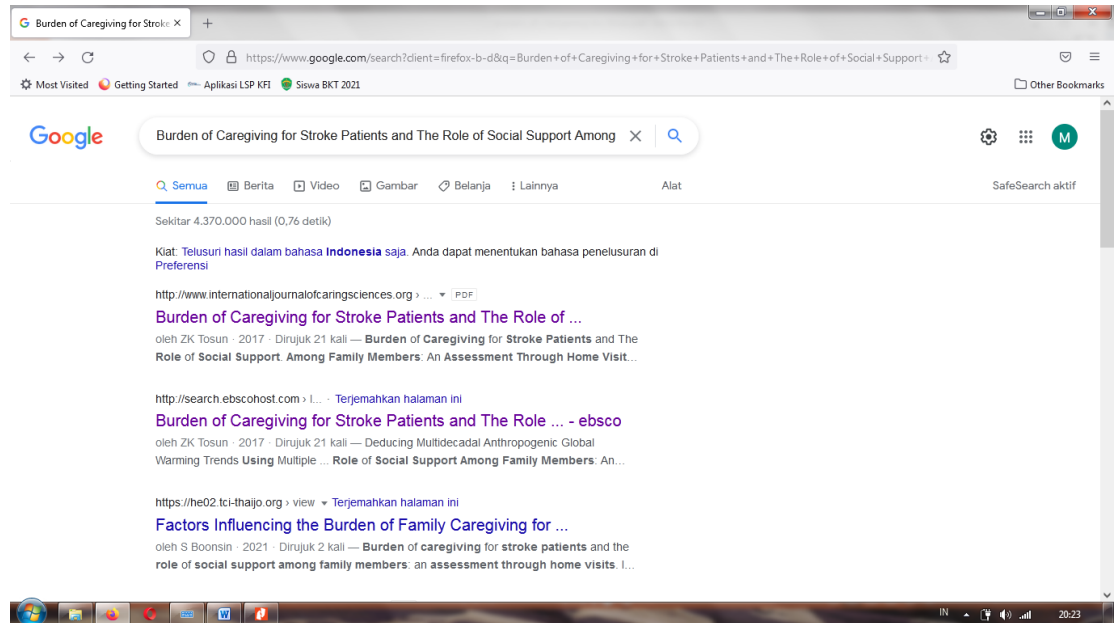 Burden of Caregiving for Stroke
https://www.google.com/search?client=firefox-b-d&q=Burden+of+Caregiving+for+Stroke+Patients+and+The+Role+of+Social+Support+
Most Visited Getting Started Aplikasi LSP KFI Siswa BKT 2021 Other Bookmarks
Google Burden of Caregiving for Stroke Patients and The Role of Social Support Among M
Semua Berita Video Gambar Belanja Lainnya Alat SafeSearch aktif
Sekitar 4.370.000 hasil (0,76 detik)
Kiat: Telusuri hasil dalam bahasa Indonesia saja. Anda dapat menentukan bahasa penelusuran di
Preferensi
http://www.internationaljournalofcaringsciences.org › ... PDF
Burden of Caregiving for Stroke Patients and The Role of ...
oleh ZK Tosun · 2017 · Dirujuk 21 kali — Burden of Caregiving for Stroke Patients and The
Role of Social Support. Among Family Members: An Assessment Through Home Visit...
http://search.ebscohost.com › l... · Terjemahkan halaman ini
Burden of Caregiving for Stroke Patients and The Role ... - ebsco
oleh ZK Tosun · 2017 · Dirujuk 21 kali — Deducing Multidecadal Anthropogenic Global
Warming Trends Using Multiple ... Role of Social Support Among Family Members: An...
https://he02.tci-thaijo.org › view Terjemahkan halaman ini
Factors Influencing the Burden of Family Caregiving for ...
oleh S Boonsin · 2021 · Dirujuk 2 kali — Burden of caregiving for stroke patients and the
role of social support among family members: an assessment through home visits. I...
IN 20:23